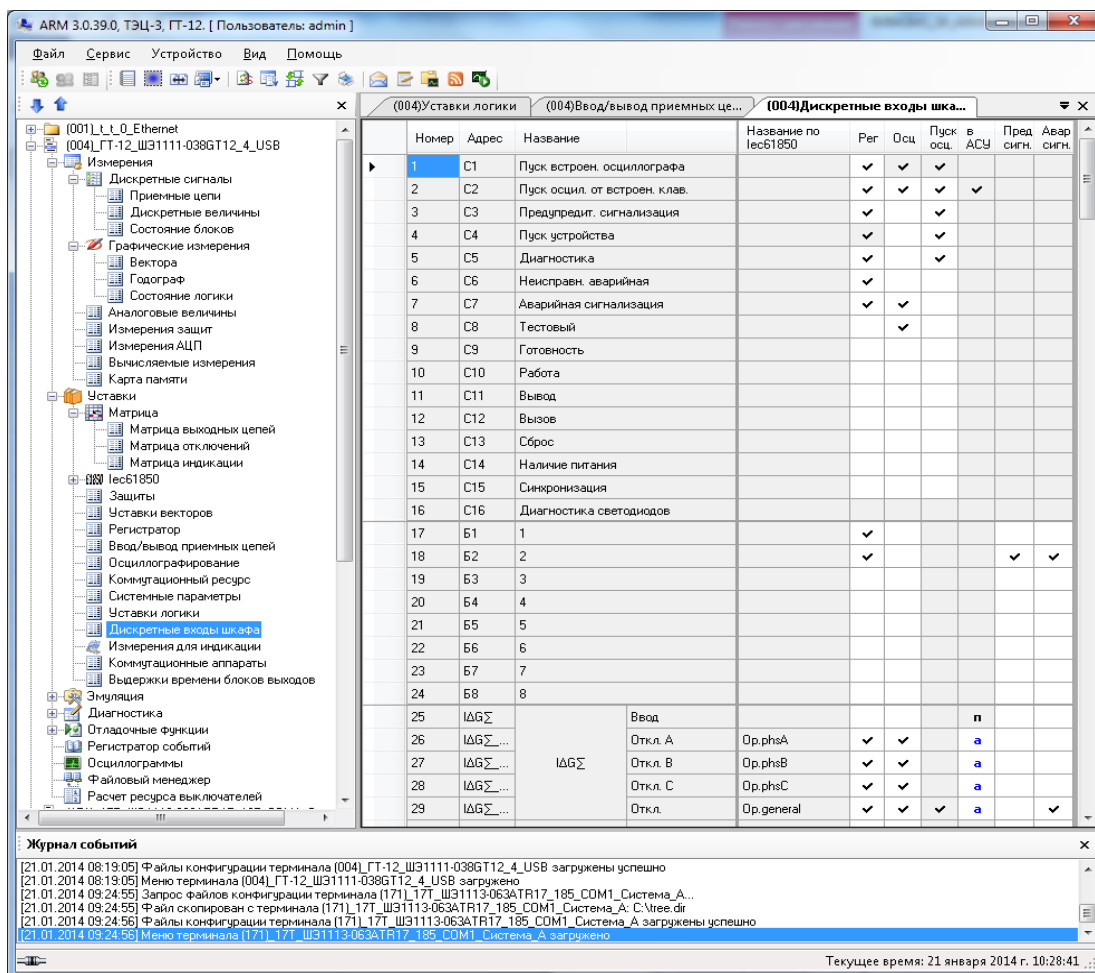 ARM 3.0.39.0, ТЭЦ-3, ГТ-12. [ Пользователь: admin ]
Файл Сервис Устройство Вид Помощь
(004)Уставки логики (004)Ввод/вывод приемных це... (004)Дискретные входы шка...
(001)_t_t_0_Ethernet
(004)_ГТ-12_ШЭ1111-038GT12_4_USB
Измерения
Дискретные сигналы
Приемные цепи
Дискретные величины
Состояние блоков
Графические измерения
Вектора
Годограф
Состояние логики
Аналоговые величины
Измерения защит
Измерения АЦП
Вычисляемые измерения
Карта памяти
Уставки
Матрица
Матрица выходных цепей
Матрица отключений
Матрица индикации
Iec61850
Защиты
Уставки векторов
Регистратор
Ввод/вывод приемных цепей
Осциллографирование
Коммутационный ресурс
Системные параметры
Уставки логики
Дискретные входы шкафа
Измерения для индикации
Коммутационные аппараты
Выдержки времени блоков выходов
Эмуляция
Диагностика
Отладочные функции
Регистратор событий
Осциллограммы
Файловый менеджер
Расчет ресурса выключателей
Номер Адрес Название Название по Iec61850 Рег Осц Пуск осц. в АСУ Пред сигн. Авар сигн.
1 С1 Пуск встроен. осциллографа ✔ ✔ ✔
2 С2 Пуск осцил. от встроен. клав. ✔ ✔ ✔ ✔
3 С3 Предупредит. сигнализация ✔ ✔
4 С4 Пуск устройства ✔ ✔
5 С5 Диагностика ✔ ✔
6 С6 Неисправн. аварийная ✔
7 С7 Аварийная сигнализация ✔ ✔
8 С8 Тестовый ✔
9 С9 Готовность
10 С10 Работа
11 С11 Вывод
12 С12 Вызов
13 С13 Сброс
14 С14 Наличие питания
15 С15 Синхронизация
16 С16 Диагностика светодиодов
17 Б1 1 ✔
18 Б2 2 ✔ ✔ ✔
19 Б3 3
20 Б4 4
21 Б5 5
22 Б6 6
23 Б7 7
24 Б8 8
25 IΔG∑ Ввод п
26 IΔG∑_... Откл. А Op.phsA ✔ ✔ а
27 IΔG∑_... IΔG∑ Откл. В Op.phsB ✔ ✔ а
28 IΔG∑_... Откл. С Op.phsC ✔ ✔ а
29 IΔG∑_... Откл. Op.general ✔ ✔ ✔ а ✔
Журнал событий
[21.01.2014 08:19:05] Файлы конфигурации терминала (004)_ГТ-12_ШЭ1111-038GT12_4_USB загружены успешно
[21.01.2014 08:19:05] Меню терминала (004)_ГТ-12_ШЭ1111-038GT12_4_USB загружено
[21.01.2014 09:24:55] Запрос файлов конфигурации терминала (171)_17Т_ШЭ1113-063ATR17_185_COM1_Система_А...
[21.01.2014 09:24:55] Файл скопирован с терминала (171)_17Т_ШЭ1113-063ATR17_185_COM1_Система_А: C:\tree.dir
[21.01.2014 09:24:56] Файлы конфигурации терминала (171)_17Т_ШЭ1113-063ATR17_185_COM1_Система_А загружены успешно
[21.01.2014 09:24:56] Меню терминала (171)_17Т_ШЭ1113-063ATR17_185_COM1_Система_А загружено
Текущее время: 21 января 2014 г. 10:28:41